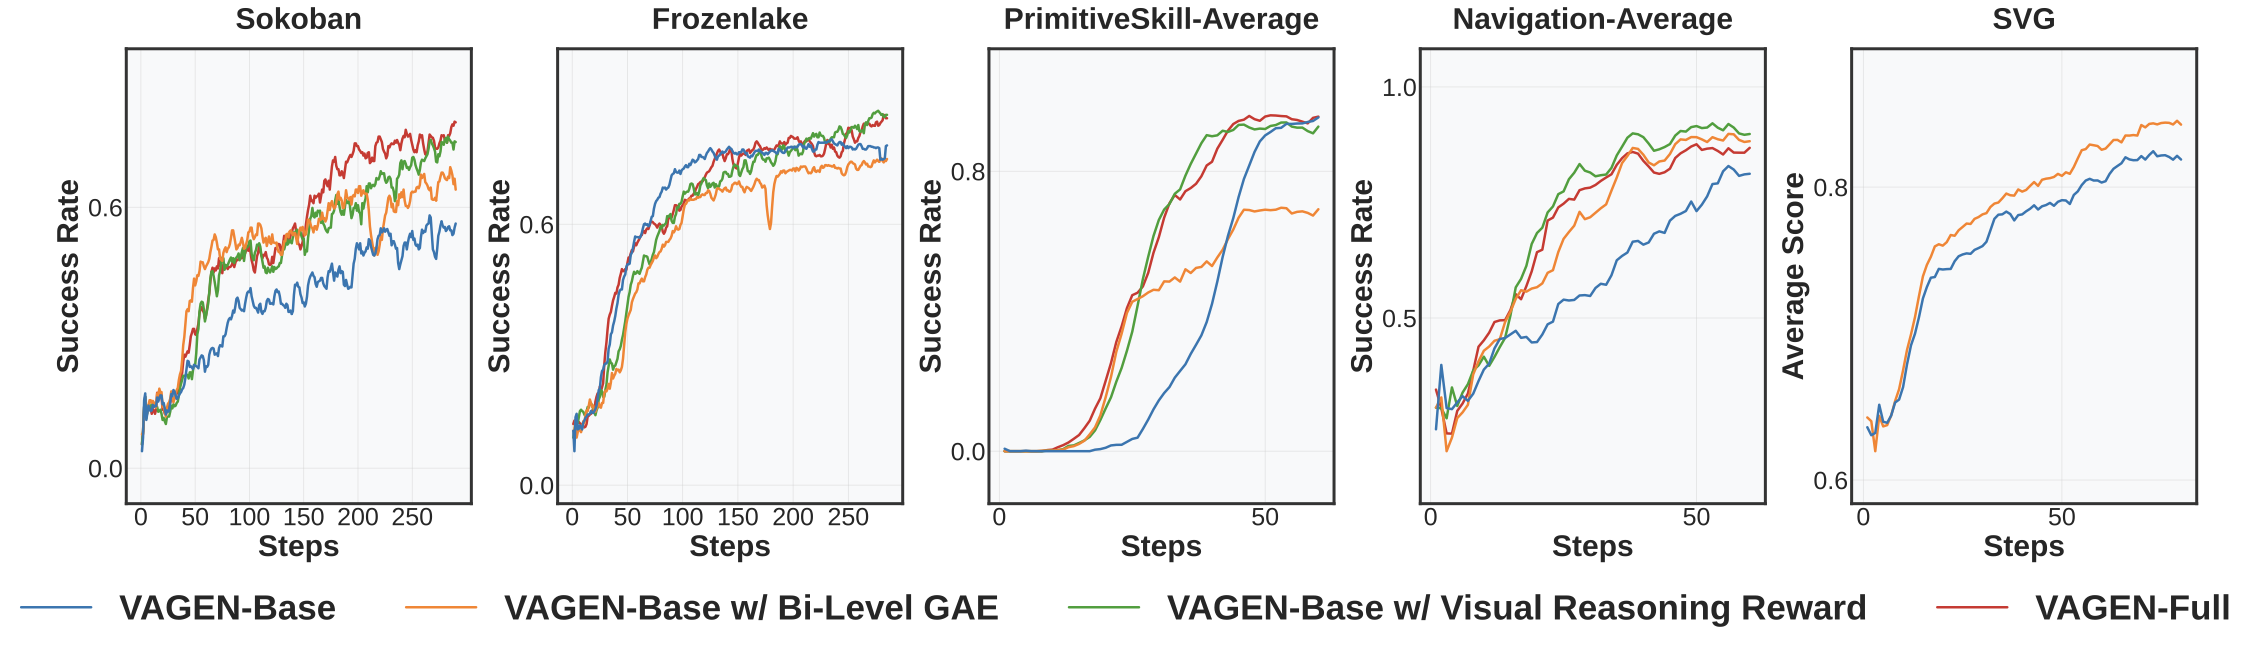 Sokoban
Frozenlake
PrimitiveSkill-Average
Navigation-Average
SVG
Success Rate
0.6
0.0
0 50 100 150 200 250
Steps
Success Rate
0.6
0.0
0 50 100 150 200 250
Steps
Success Rate
0.8
0.0
0 50
Steps
Success Rate
1.0
0.5
0 50
Steps
Average Score
0.8
0.6
0 50
Steps
VAGEN-Base
VAGEN-Base w/ Bi-Level GAE
VAGEN-Base w/ Visual Reasoning Reward
VAGEN-Full